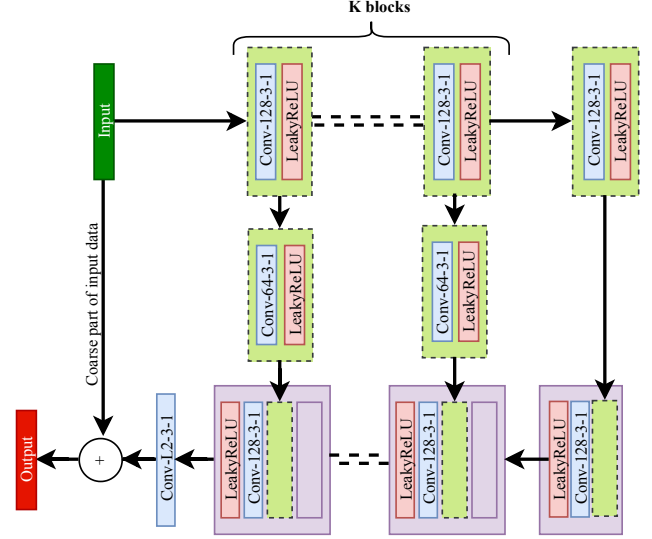 K blocks
Input
Conv-128-3-1
LeakyReLU
Conv-128-3-1
LeakyReLU
Conv-128-3-1
LeakyReLU
Coarse part of input data
Conv-64-3-1
LeakyReLU
Conv-64-3-1
LeakyReLU
Output
+
Conv-L2-3-1
LeakyReLU
Conv-128-3-1
LeakyReLU
Conv-128-3-1
LeakyReLU
Conv-128-3-1